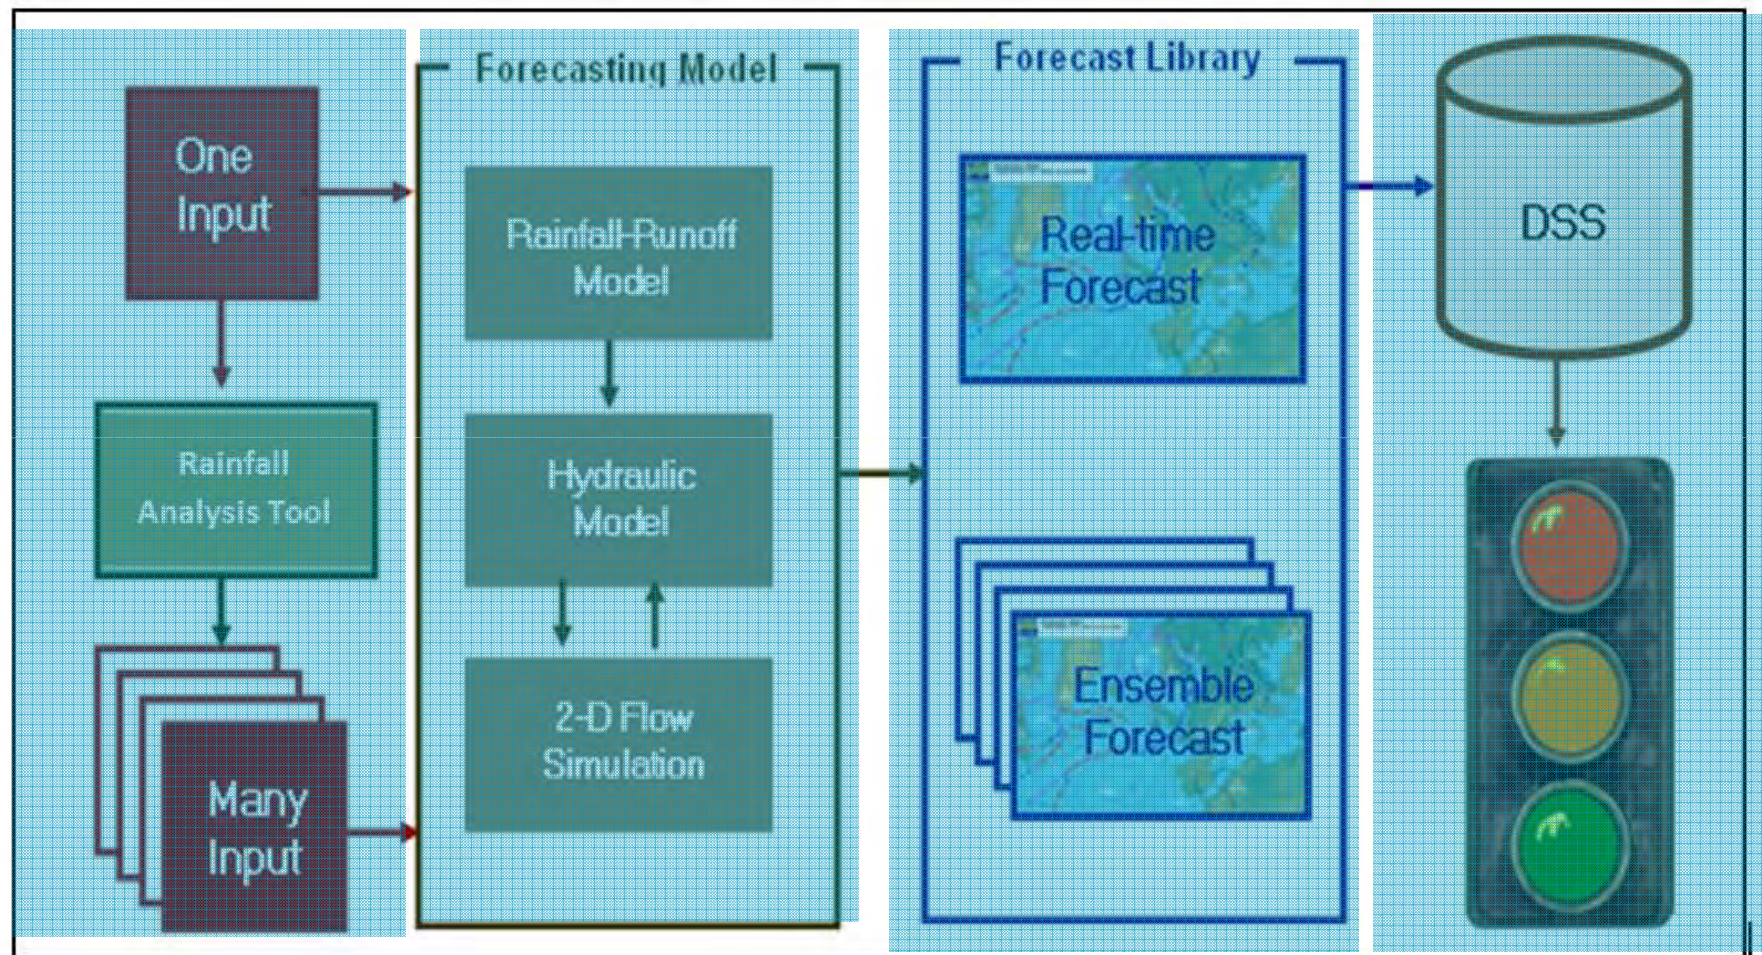 One
Input
Rainfall
Analysis Tool
Many
Input
Forecasting Model
Rainfall-Runoff
Model
Hydraulic
Model
2-D Flow
Simulation
Forecast Library
Real-time
Forecast
Ensemble
Forecast
DSS